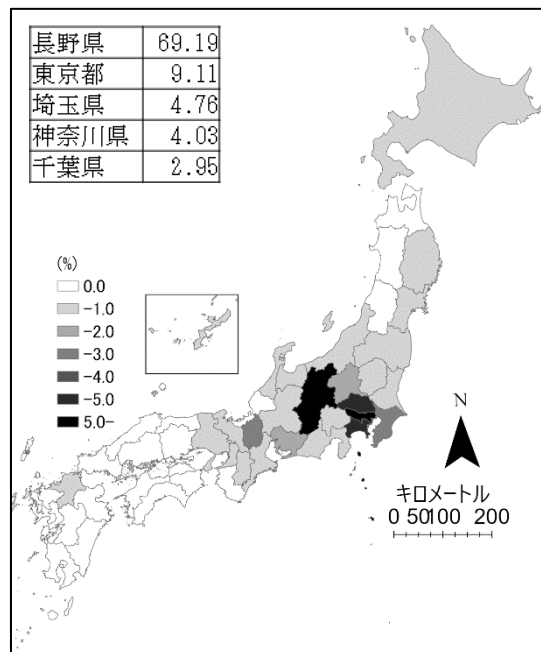 長野県 69.19
東京都 9.11
埼玉県 4.76
神奈川県 4.03
千葉県 2.95
(%)
0.0
-1.0
-2.0
-3.0
-4.0
-5.0
5.0-
N
キロメートル
0 50100 200